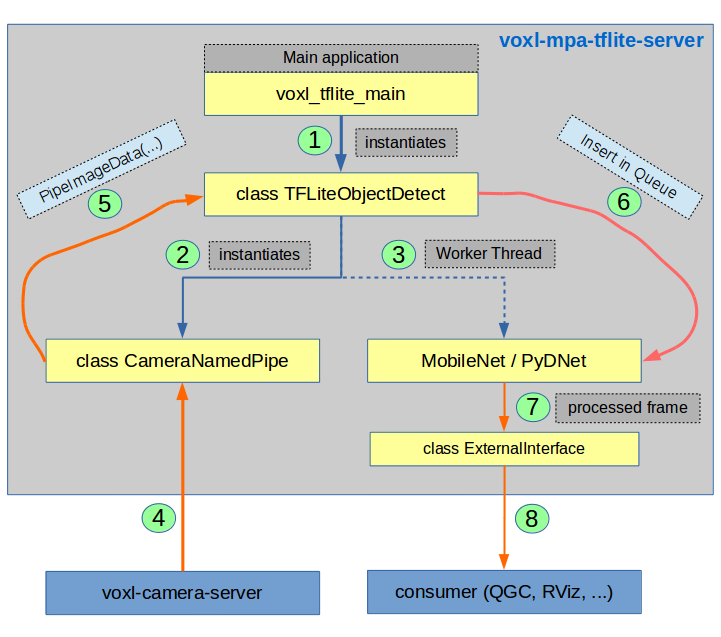 voxl-mpa-tflite-server
Main application
voxl_tflite_main
1
instantiates
PipeImageData(...)
5
Insert in Queue
6
class TFLiteObjectDetect
2
instantiates
3
Worker Thread
class CameraNamedPipe
MobileNet / PyDNet
7
processed frame
class ExternalInterface
4
8
voxl-camera-server
consumer (QGC, RViz, ...)